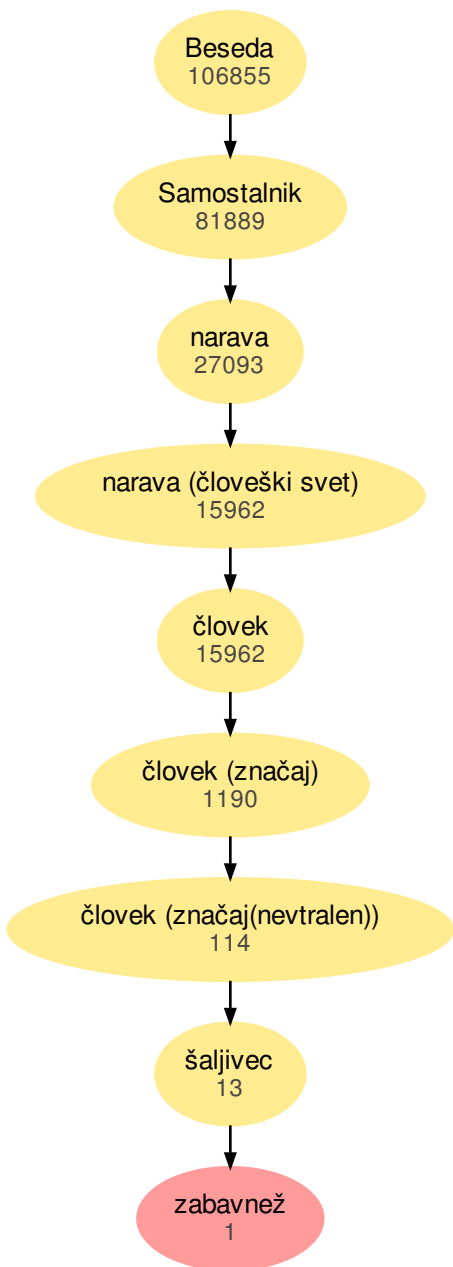 Beseda
106855
Samostalnik
81889
narava
27093
narava (človeški svet)
15962
človek
15962
človek (značaj)
1190
človek (značaj(nevtralen))
114
šaljivec
13
zabavnež
1